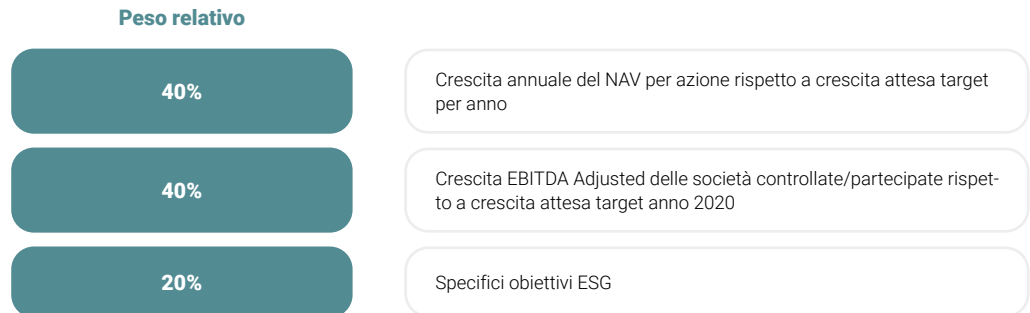 Peso relativo
40%
Crescita annuale del NAV per azione rispetto a crescita attesa target
per anno
40%
Crescita EBITDA Adjusted delle società controllate/partecipate rispet-
to a crescita attesa target anno 2020
20%
Specifici obiettivi ESG